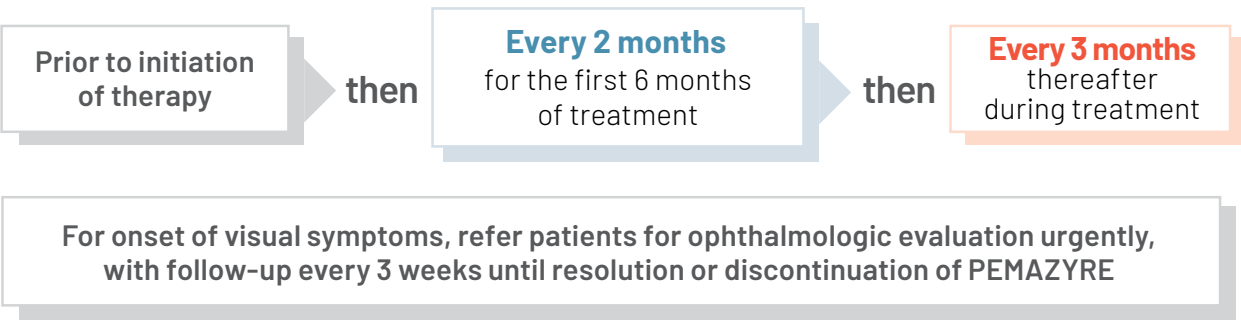 Prior to initiation
of therapy
then
Every 2 months
for the first 6 months
of treatment
then
Every 3 months
thereafter
during treatment
For onset of visual symptoms, refer patients for ophthalmologic evaluation urgently,
with follow-up every 3 weeks until resolution or discontinuation of PEMAZYRE